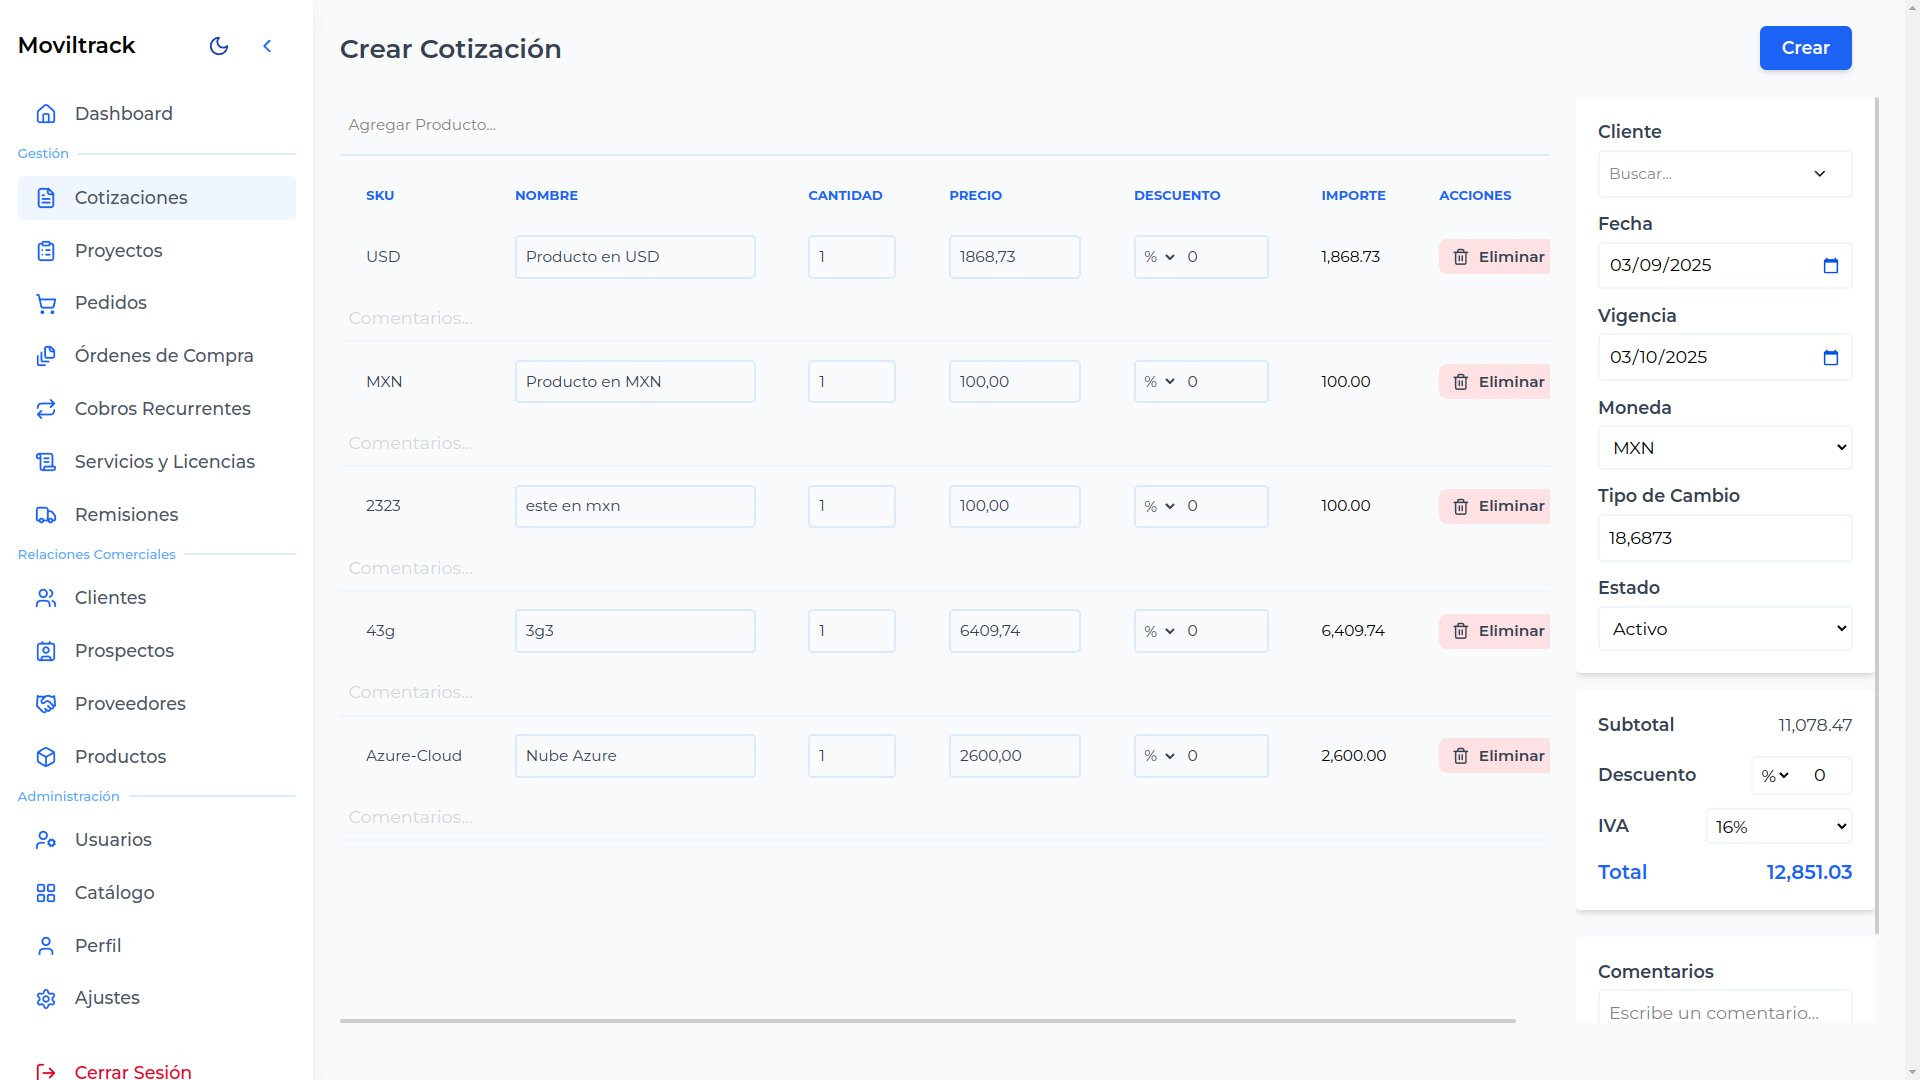 Moviltrack
Dashboard
Gestión
Cotizaciones
Proyectos
Pedidos
Órdenes de Compra
Cobros Recurrentes
Servicios y Licencias
Remisiones
Relaciones Comerciales
Clientes
Prospectos
Proveedores
Productos
Administración
Usuarios
Catálogo
Perfil
Ajustes
Cerrar Sesión
Crear Cotización
Crear
Agregar Producto...
SKU NOMBRE CANTIDAD PRECIO DESCUENTO IMPORTE ACCIONES
USD Producto en USD 1 1868,73 % 0 1,868.73 Eliminar
Comentarios...
MXN Producto en MXN 1 100,00 % 0 100.00 Eliminar
Comentarios...
2323 este en mxn 1 100,00 % 0 100.00 Eliminar
Comentarios...
43g 3g3 1 6409,74 % 0 6,409.74 Eliminar
Comentarios...
Azure-Cloud Nube Azure 1 2600,00 % 0 2,600.00 Eliminar
Comentarios...
Cliente
Buscar...
Fecha
03/09/2025
Vigencia
03/10/2025
Moneda
MXN
Tipo de Cambio
18,6873
Estado
Activo
Subtotal 11,078.47
Descuento % 0
IVA 16%
Total 12,851.03
Comentarios
Escribe un comentario...